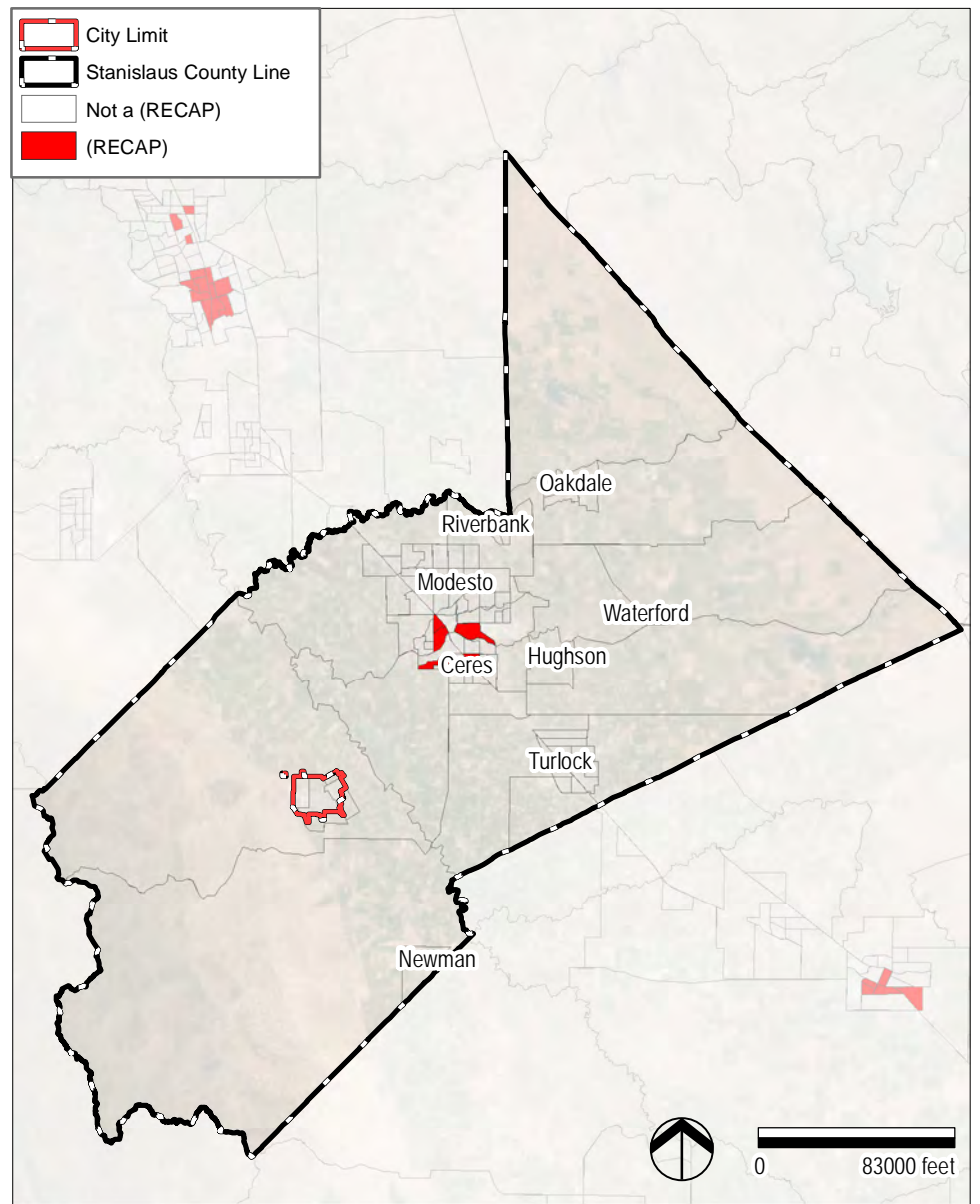 City Limit
Stanislaus County Line
Not a (RECAP)
(RECAP)
Oakdale
Riverbank
Modesto
Waterford
Ceres
Hughson
Turlock
Newman
0
83000 feet